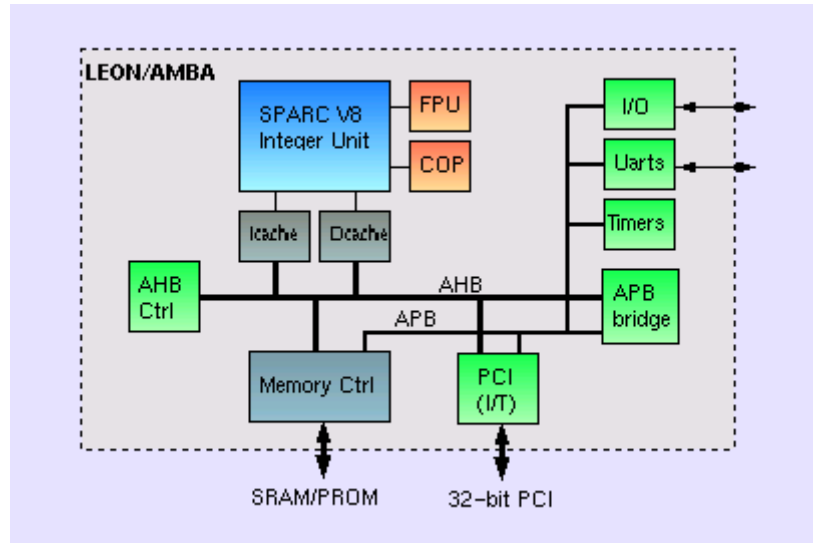 LEON/AMBA
SPARC V8
Integer Unit
FPU
COP
I/O
Uarts
Timers
Icache
Dcache
AHB
Ctrl
AHB
APB
APB
bridge
Memory Ctrl
PCI
(I/T)
SRAM/PROM
32-bit PCI